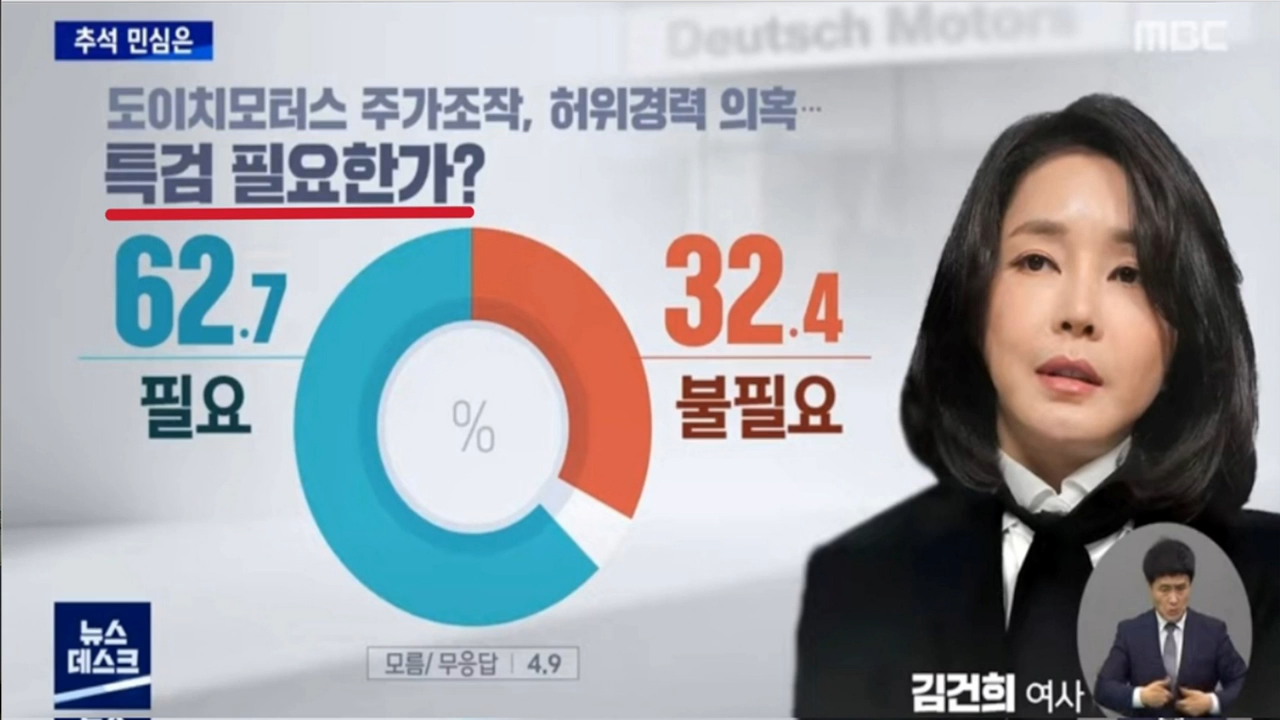 추석 민심은
Deutsch Motors
MBC
도이치모터스 주가조작, 허위경력 의혹…
특검 필요한가?
62.7
필요
32.4
불필요
%
모름/무응답 | 4.9
뉴스
데스크
김건희 여사